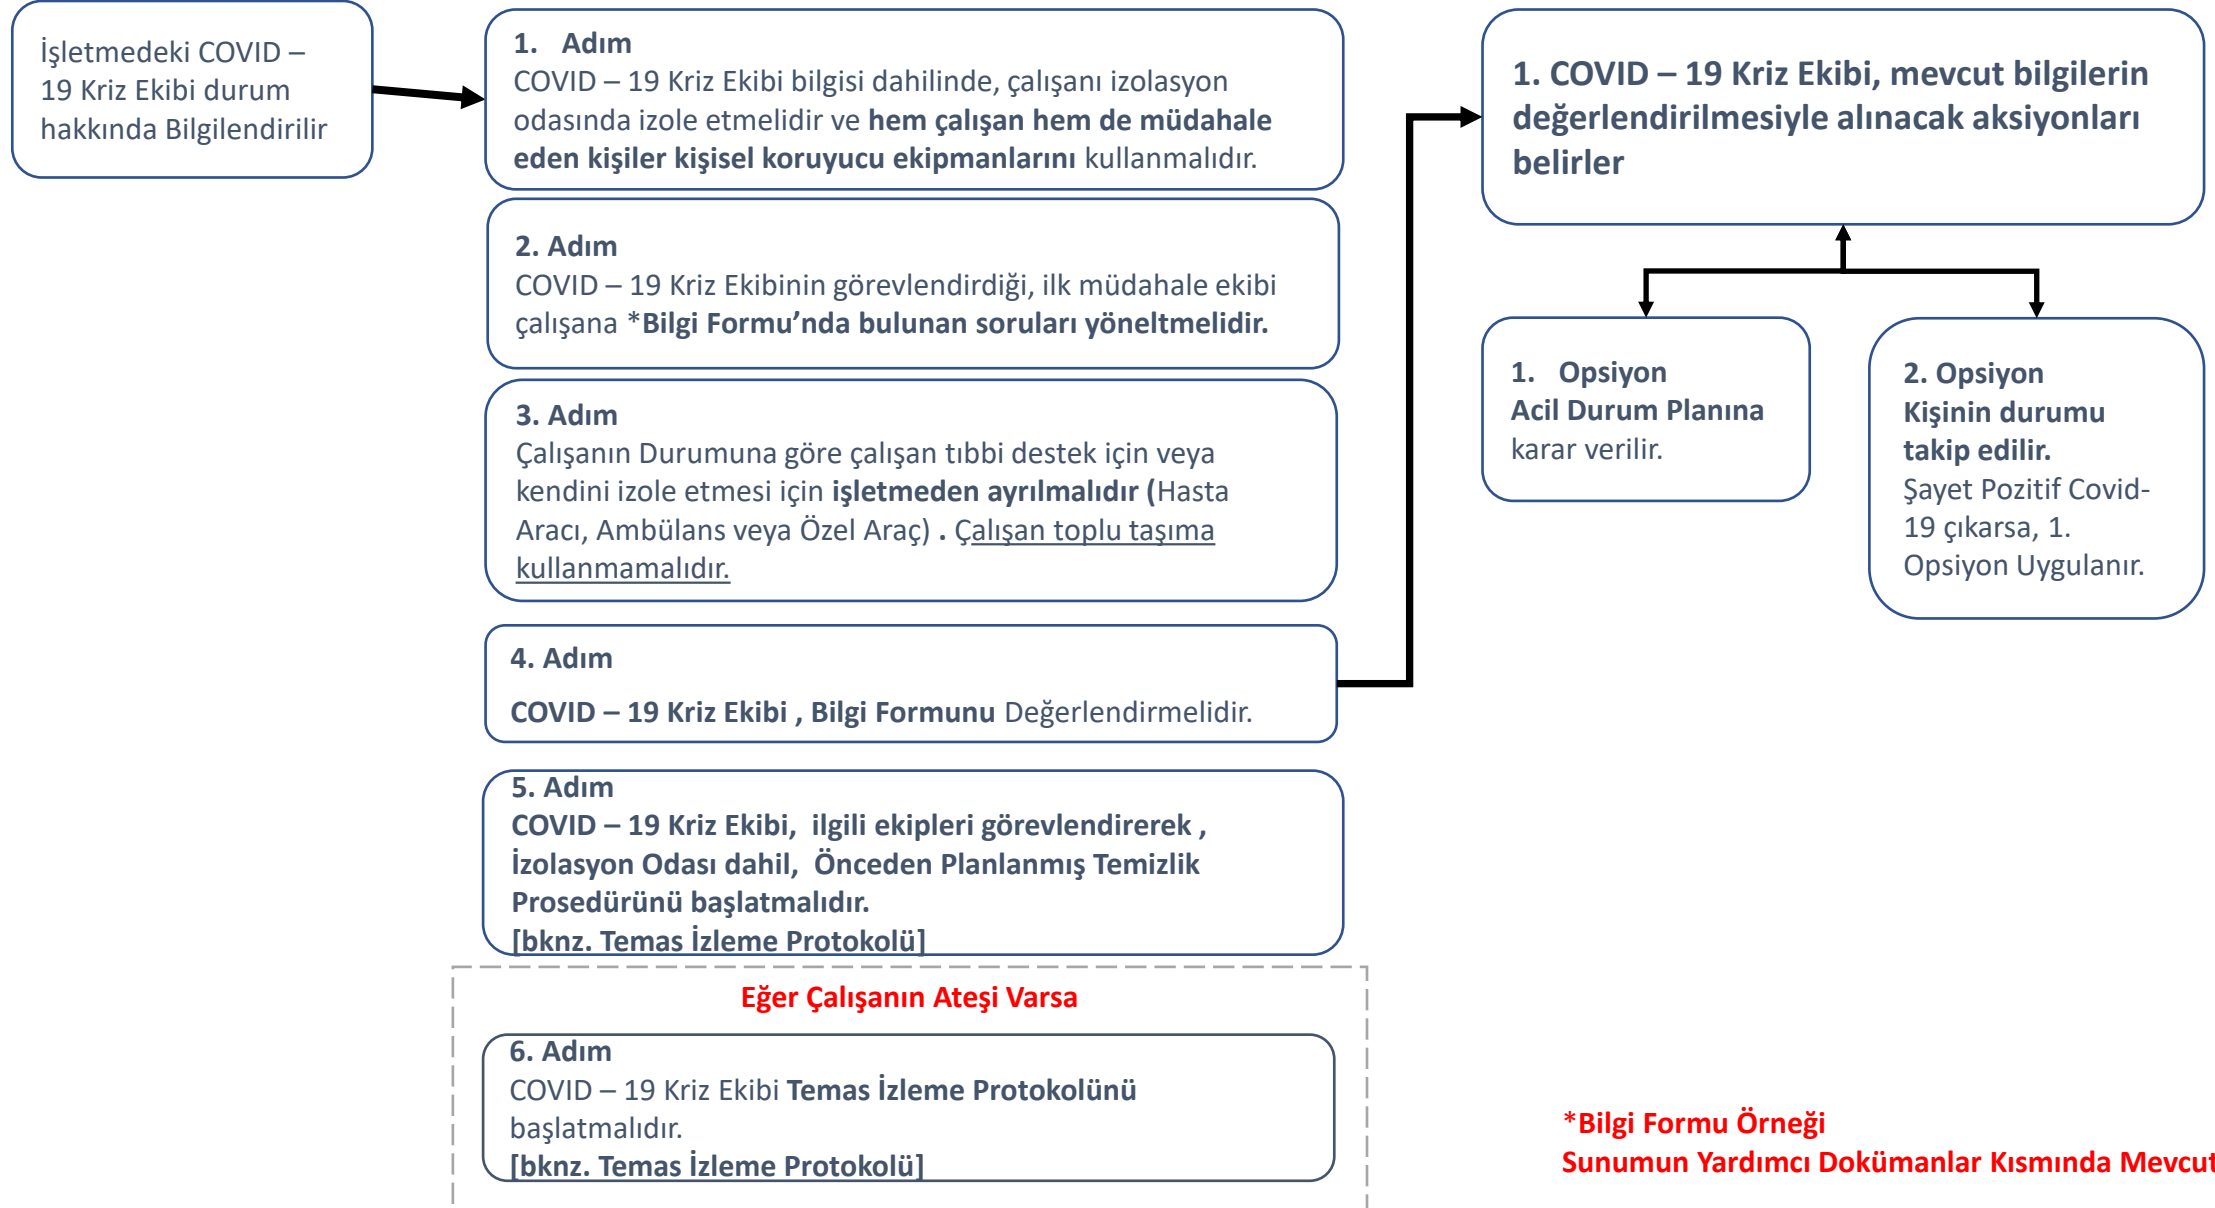 İşletmedeki COVID –
19 Kriz Ekibi durum
hakkında Bilgilendirilir
1. Adım
COVID – 19 Kriz Ekibi bilgisi dahilinde, çalışanı izolasyon
odasında izole etmelidir ve hem çalışan hem de müdahale
eden kişiler kişisel koruyucu ekipmanlarını kullanmalıdır.
2. Adım
COVID – 19 Kriz Ekibinin görevlendirdiği, ilk müdahale ekibi
çalışana *Bilgi Formu’nda bulunan soruları yöneltmelidir.
3. Adım
Çalışanın Durumuna göre çalışan tıbbi destek için veya
kendini izole etmesi için işletmeden ayrılmalıdır (Hasta
Aracı, Ambülans veya Özel Araç) . Çalışan toplu taşıma
kullanmamalıdır.
4. Adım
COVID – 19 Kriz Ekibi , Bilgi Formunu Değerlendirmelidir.
5. Adım
COVID – 19 Kriz Ekibi, ilgili ekipleri görevlendirerek ,
İzolasyon Odası dahil, Önceden Planlanmış Temizlik
Prosedürünü başlatmalıdır.
[bknz. Temas İzleme Protokolü]
Eğer Çalışanın Ateşi Varsa
6. Adım
COVID – 19 Kriz Ekibi Temas İzleme Protokolünü
başlatmalıdır.
[bknz. Temas İzleme Protokolü]
1. COVID – 19 Kriz Ekibi, mevcut bilgilerin
değerlendirilmesiyle alınacak aksiyonları
belirler
1. Opsiyon
Acil Durum Planına
karar verilir.
2. Opsiyon
Kişinin durumu
takip edilir.
Şayet Pozitif Covid-
19 çıkarsa, 1.
Opsiyon Uygulanır.
*Bilgi Formu Örneği
Sunumun Yardımcı Dokümanlar Kısmında Mevcut